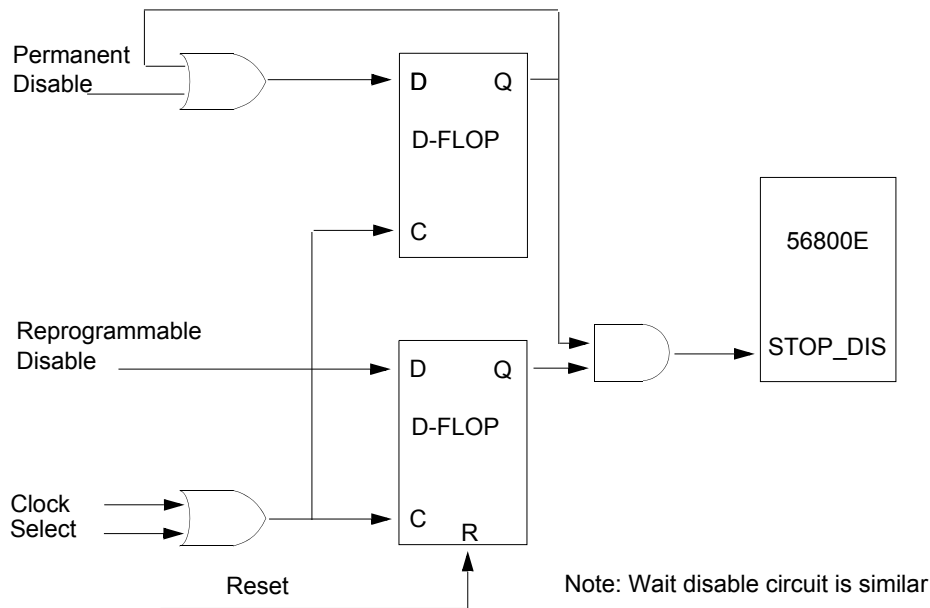 Permanent
Disable
D
Q
D-FLOP
C
56800E
STOP_DIS
Reprogrammable
Disable
D
Q
D-FLOP
C
R
Clock
Select
Reset
Note: Wait disable circuit is similar